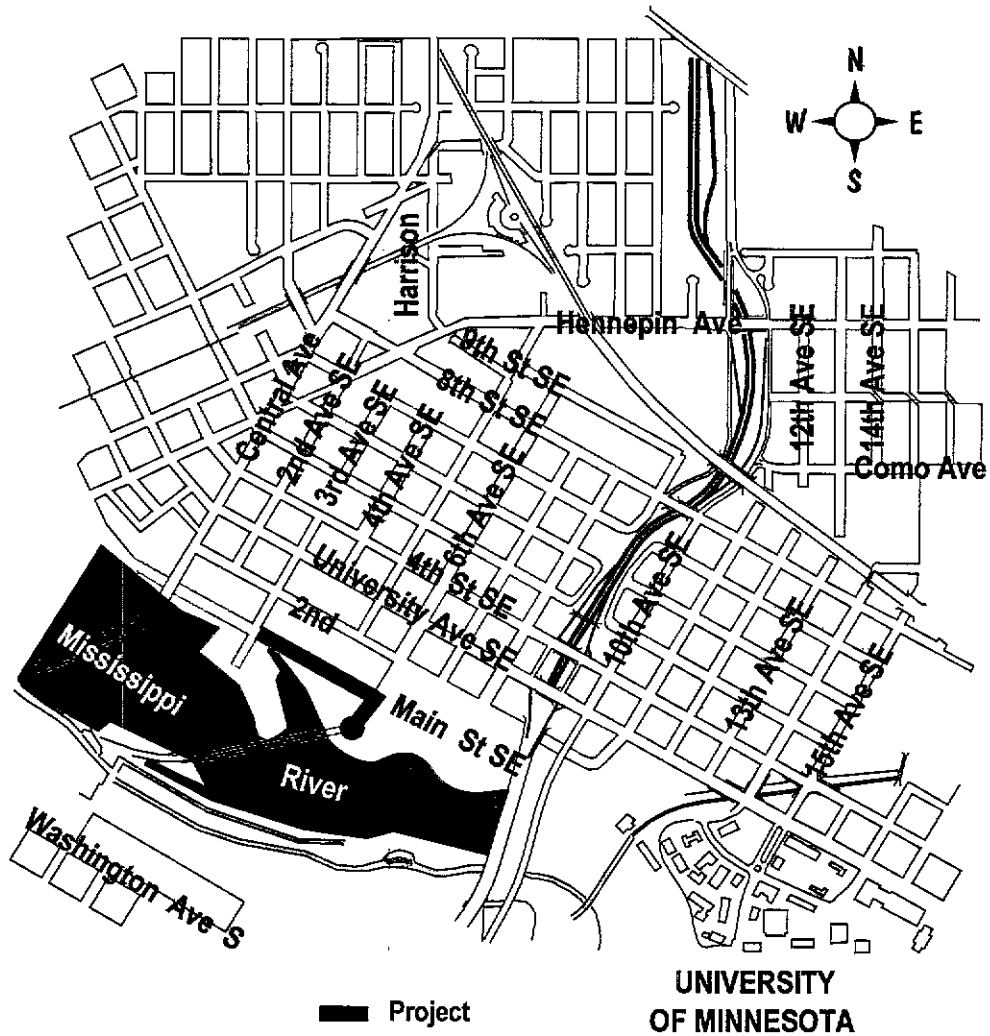 N
W E
S
Harrison
Hennepin Ave
9th St SE
8th St SE
Central Ave
2nd Ave SE
3rd Ave SE
4th Ave SE
6th Ave SE
12th Ave SE
14th Ave SE
Como Ave
4th St SE
University Ave SE
2nd
10th Ave SE
13th Ave SE
15th Ave SE
Mississippi
River
Main St SE
Washington Ave S
UNIVERSITY
OF MINNESOTA
Project